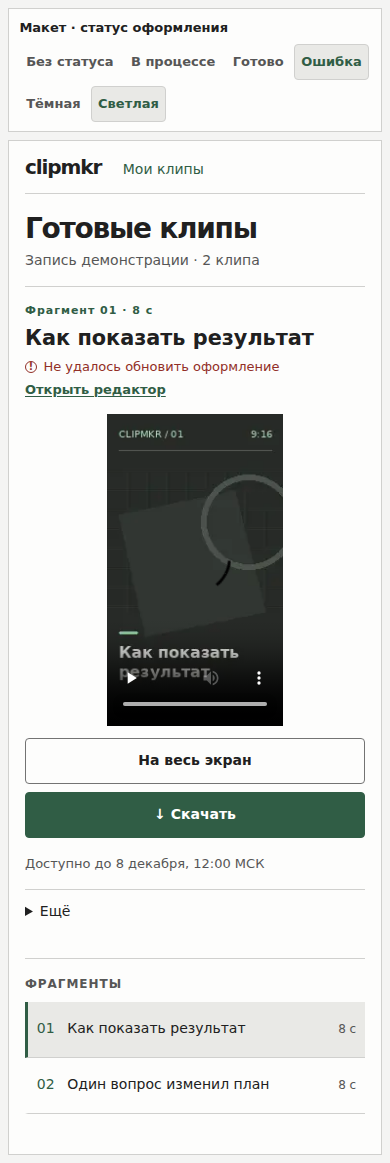 Макет · статус оформления
Без статуса В процессе Готово Ошибка
Тёмная Светлая
clipmkr Мои клипы
Готовые клипы
Запись демонстрации · 2 клипа
Фрагмент 01 · 8 с
Как показать результат
! Не удалось обновить оформление
Открыть редактор
CLIPMKR / 01 9:16
Как показать
результат
На весь экран
↓ Скачать
Доступно до 8 декабря, 12:00 МСК
▶ Ещё
ФРАГМЕНТЫ
01 Как показать результат 8 с
02 Один вопрос изменил план 8 с